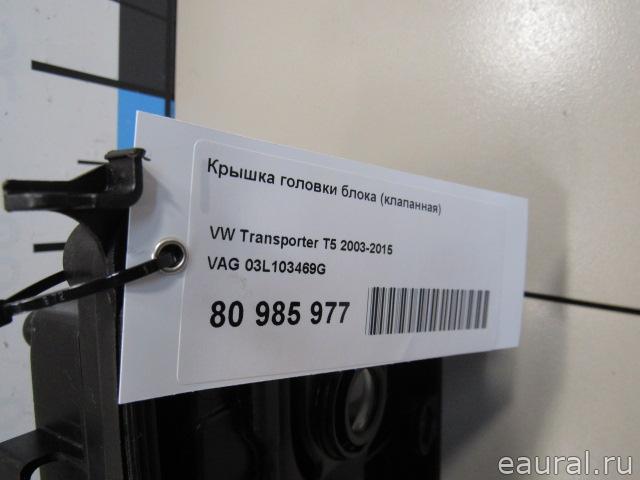 Крышка головки блока (клапанная)
VW Transporter T5 2003-2015
VAG 03L103469G
80 985 977
eaural.ru